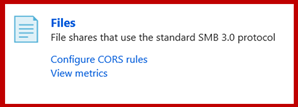 Files
File shares that use the standard SMB 3.0 protocol
Configure CORS rules
View metrics